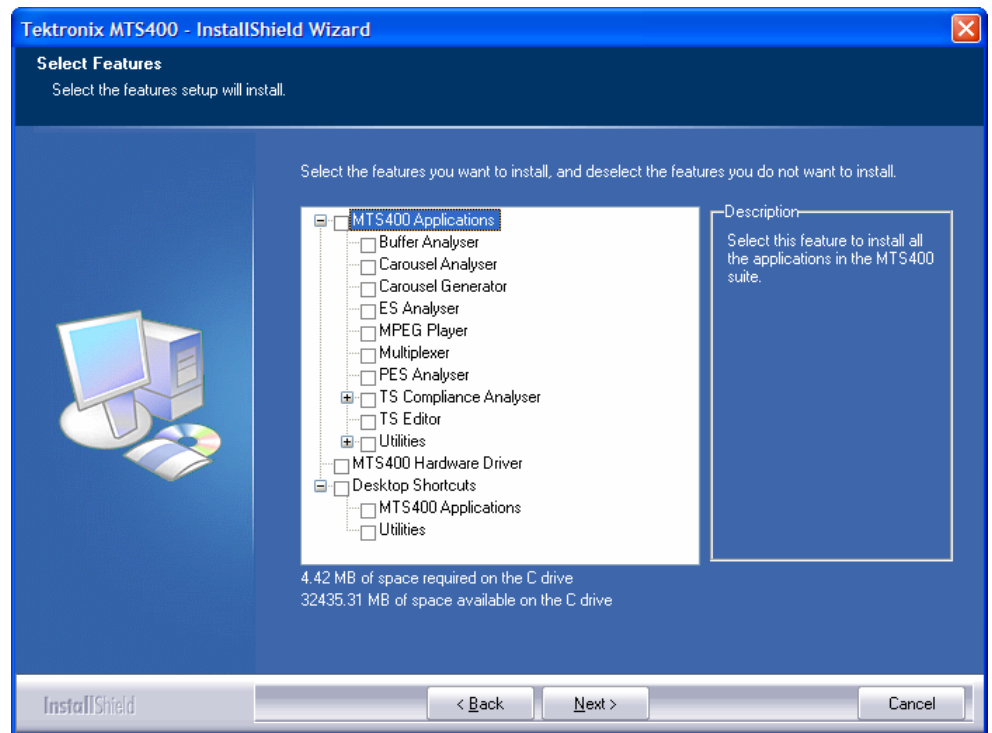 Tektronix MTS400 - InstallShield Wizard
Select Features
Select the features setup will install.
Select the features you want to install, and deselect the features you do not want to install.
MTS400 Applications
Buffer Analyser
Carousel Analyser
Carousel Generator
ES Analyser
MPEG Player
Multiplexer
PES Analyser
TS Compliance Analyser
TS Editor
Utilities
MTS400 Hardware Driver
Desktop Shortcuts
MTS400 Applications
Utilities
Description
Select this feature to install all
the applications in the MTS400
suite.
4.42 MB of space required on the C drive
32435.31 MB of space available on the C drive
InstallShield
< Back
Next >
Cancel